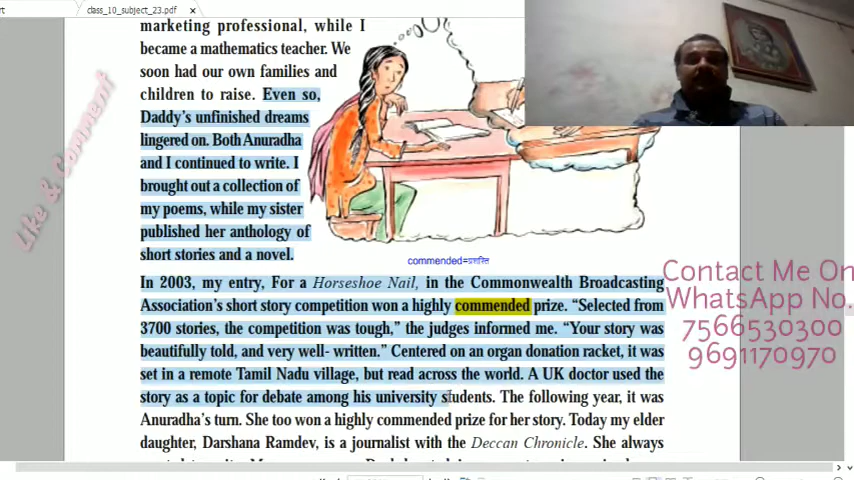 rt
class_10_subject_23.pdf
marketing professional, while I
became a mathematics teacher. We
soon had our own families and
children to raise. Even so,
Daddy's unfinished dreams
lingered on. Both Anuradha
and I continued to write. I
brought out a collection of
my poems, while my sister
published her anthology of
short stories and a novel.
commended=प्रशस्ति
In 2003, my entry, For a Horseshoe Nail, in the Commonwealth Broadcasting
Association's short story competition won a highly commended prize. "Selected from
3700 stories, the competition was tough," the judges informed me. "Your story was
beautifully told, and very well- written." Centered on an organ donation racket, it was
set in a remote Tamil Nadu village, but read across the world. A UK doctor used the
story as a topic for debate among his university students. The following year, it was
Anuradha's turn. She too won a highly commended prize for her story. Today my elder
daughter, Darshana Ramdev, is a journalist with the Deccan Chronicle. She always
Like & Comment
Contact Me On
WhatsApp No.
7566530300
9691170970